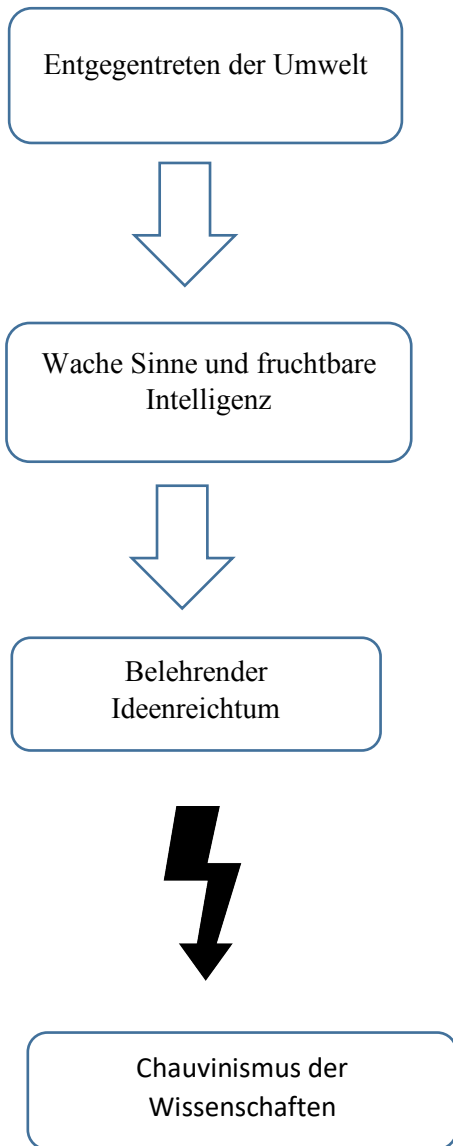 Entgegentreten der Umwelt
Wache Sinne und fruchtbare
Intelligenz
Belehrender
Ideenreichtum
Chauvinismus der
Wissenschaften